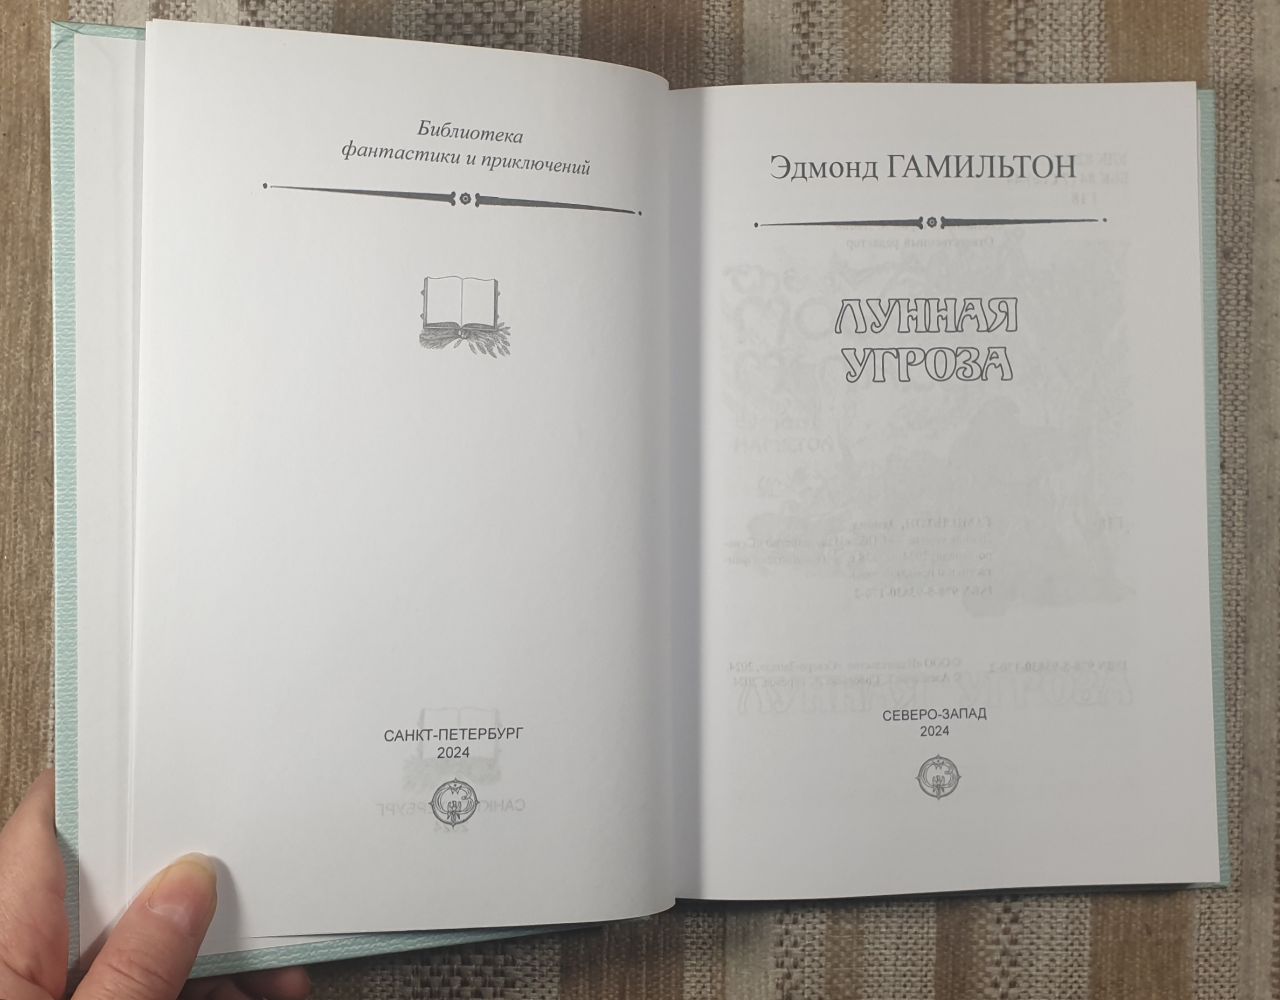 Библиотека
фантастики и приключений
САНКТ-ПЕТЕРБУРГ
2024
Эдмонд ГАМИЛЬТОН
ЛУННАЯ
УГРОЗА
СЕВЕРО-ЗАПАД
2024